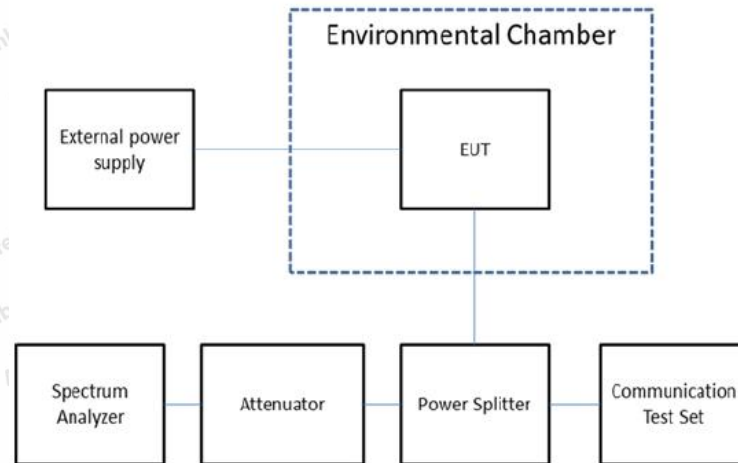 Environmental Chamber
External power
supply
EUT
Spectrum
Analyzer
Attenuator
Power Splitter
Communication
Test Set